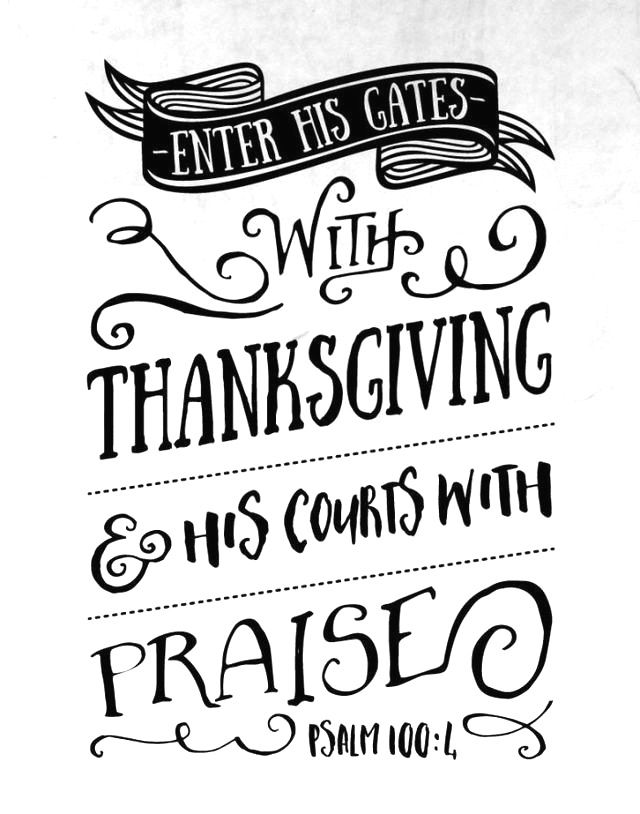 -ENTER HIS GATES-
WITH
THANKSGIVING
& HIS COURTS WITH
PRAISE
PSALM 100:4